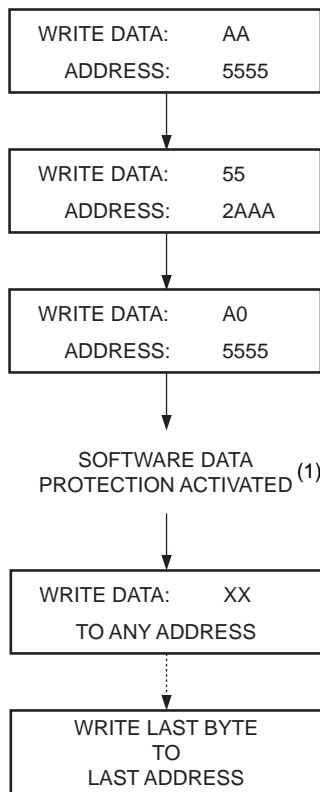 WRITE DATA: AA
ADDRESS: 5555
WRITE DATA: 55
ADDRESS: 2AAA
WRITE DATA: A0
ADDRESS: 5555
SOFTWARE DATA
PROTECTION ACTIVATED (1)
WRITE DATA: XX
TO ANY ADDRESS
WRITE LAST BYTE
TO
LAST ADDRESS